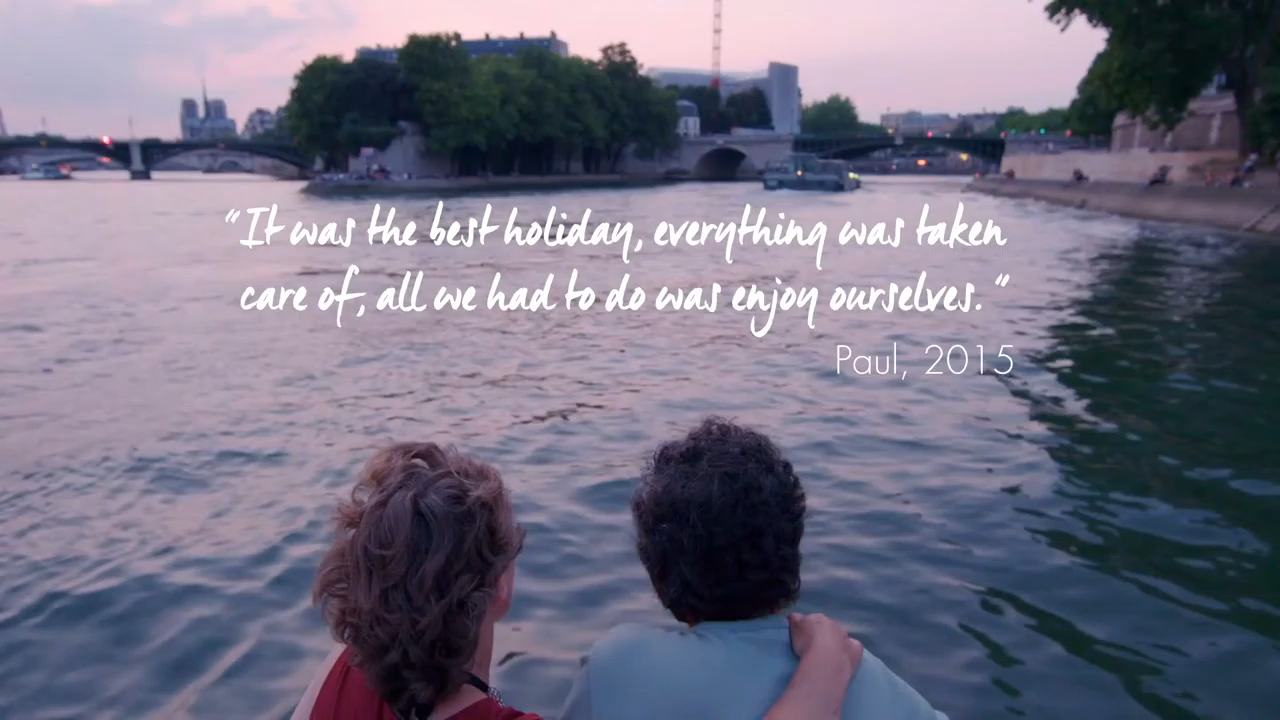 “It was the best holiday, everything was taken
care of, all we had to do was enjoy ourselves. “
Paul, 2015